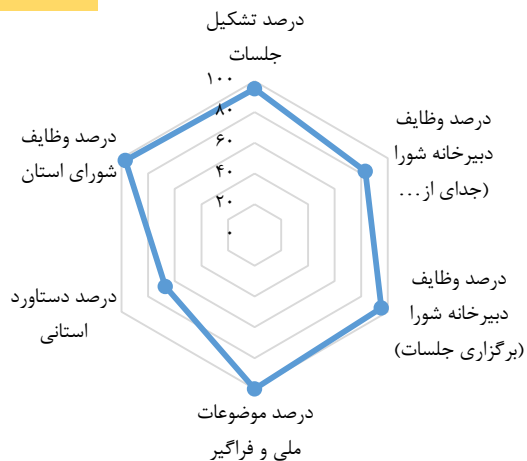 درصد تشکیل
جلسات
درصد وظایف
دبیرخانه شورا
(جدای از...
درصد وظایف
دبیرخانه شورا
(برگزاری جلسات)
درصد موضوعات
ملی و فراگیر
درصد دستاورد
استانی
درصد وظایف
شورای استان
۱۰۰
۸۰
۶۰
۴۰
۲۰
۰